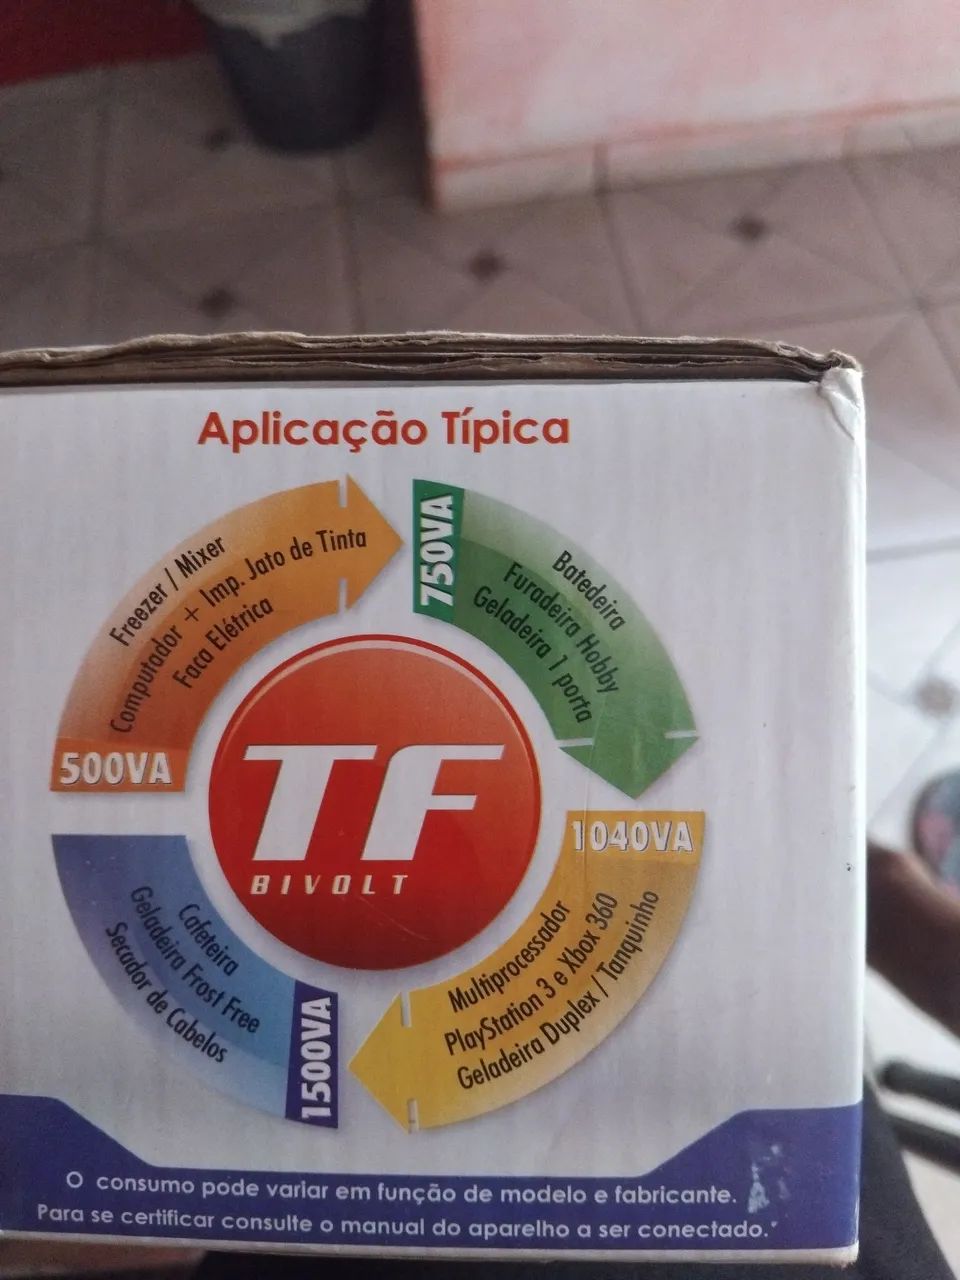 Aplicação Típica
500VA
Freezer / Mixer
Computador + Imp. Jato de Tinta
Faca Elétrica
750VA
Batedeira
Furadeira Hobby
Geladeira 1 porta
1040VA
Multiprocessador
PlayStation 3 e Xbox 360
Geladeira Duplex / Tanquinho
1500VA
Cafeteira
Geladeira Frost Free
Secador de Cabelos
TF
BIVOLT
O consumo pode variar em função de modelo e fabricante.
Para se certificar consulte o manual do aparelho a ser conectado.